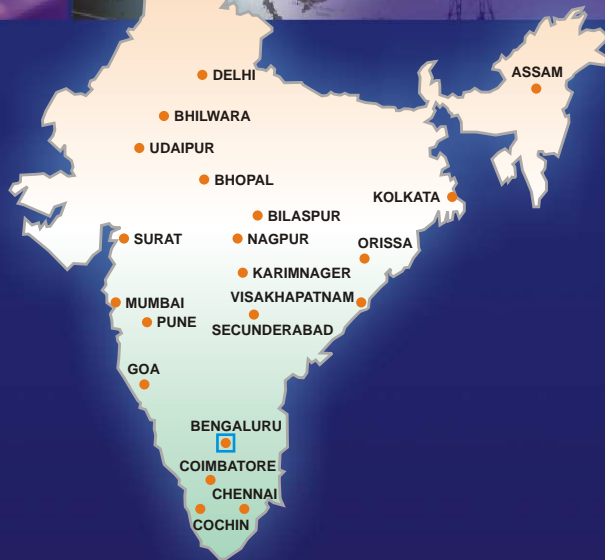 DELHI
ASSAM
BHILWARA
UDAIPUR
BHOPAL
KOLKATA
BILASPUR
SURAT
NAGPUR
ORISSA
KARIMNAGER
MUMBAI
VISAKHAPATNAM
PUNE
SECUNDERABAD
GOA
BENGALURU
COIMBATORE
CHENNAI
COCHIN